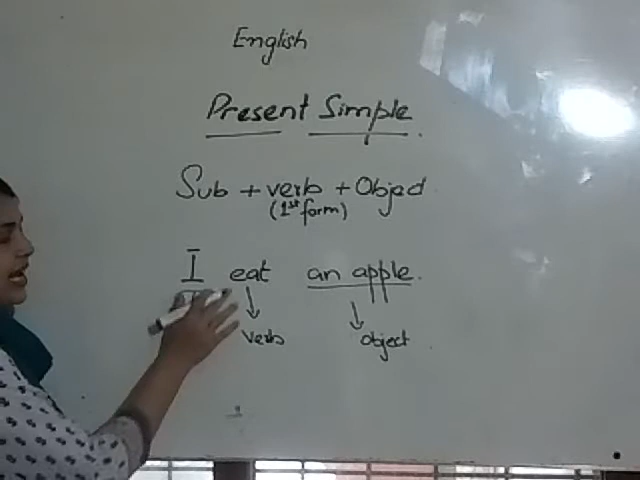 English
Present Simple.
Sub + verb + Object
(1st form)
I eat an apple.
verb object